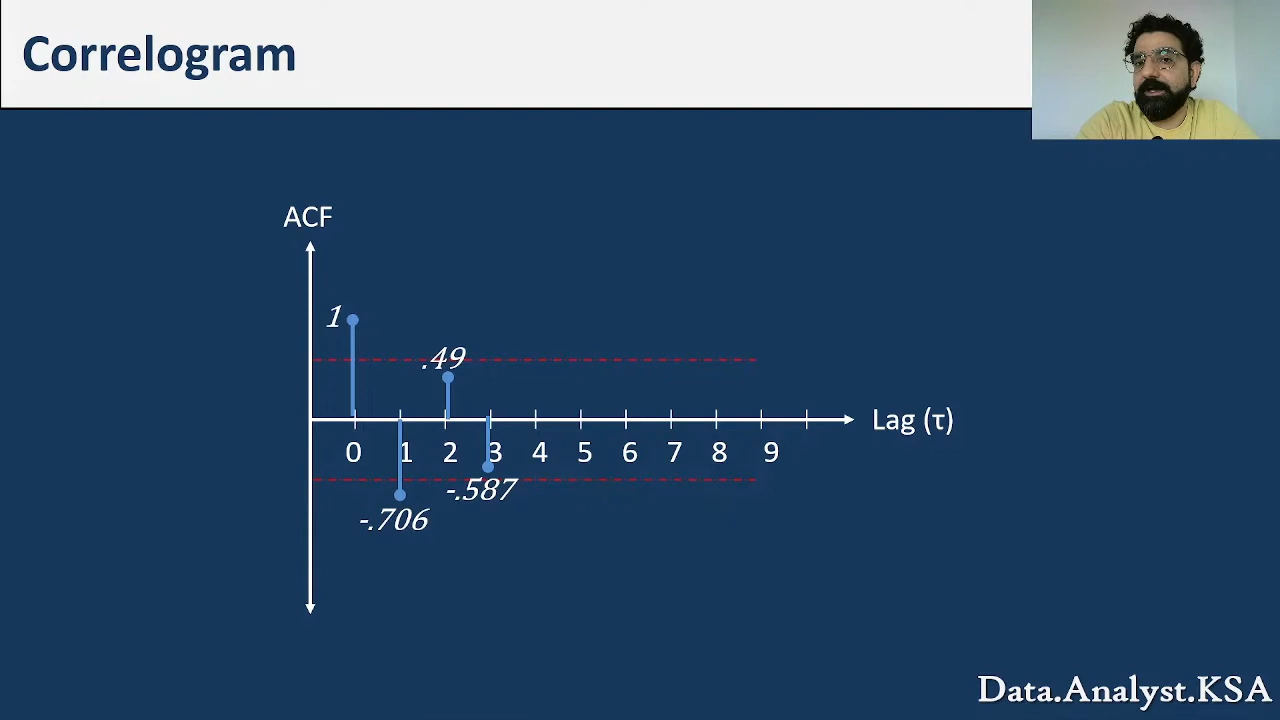 Correlogram
ACF
1
.49
Lag (τ)
0 1 2 3 4 5 6 7 8 9
-.587
-.706
Data.Analyst.KSA